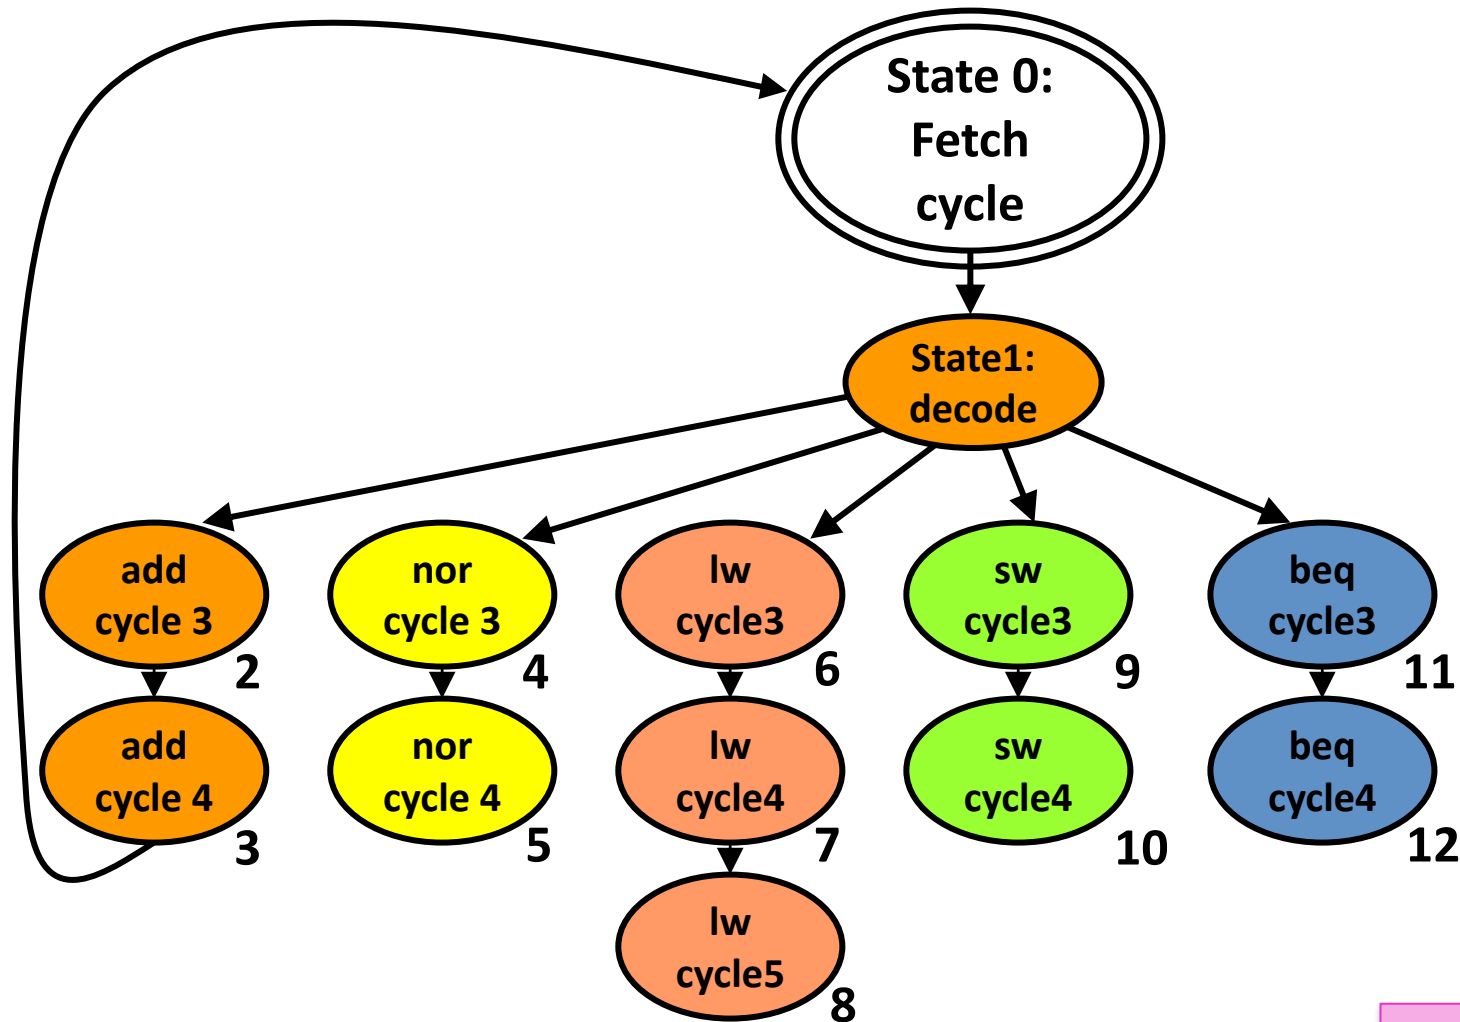 State 0:
Fetch
cycle
State1:
decode
add
cycle 3
2
nor
cycle 3
4
lw
cycle3
6
sw
cycle3
9
beq
cycle3
11
add
cycle 4
3
nor
cycle 4
5
lw
cycle4
7
sw
cycle4
10
beq
cycle4
12
lw
cycle5
8